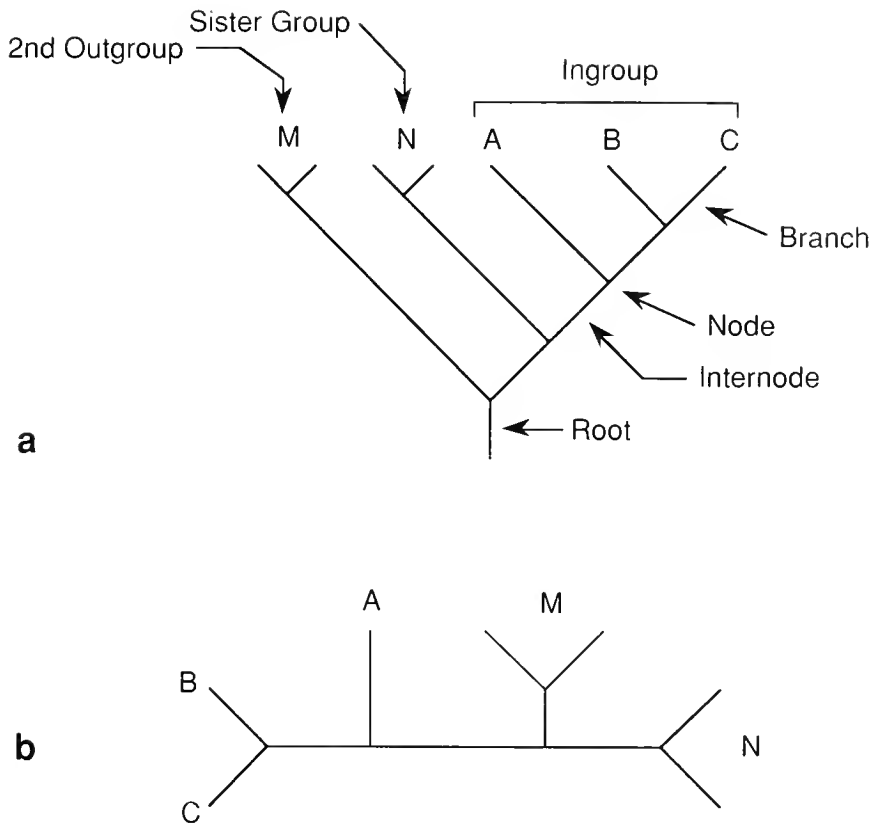 Sister Group
2nd Outgroup
Ingroup
M N A B C
Branch
Node
Internode
Root
a
A M
B
b N
C